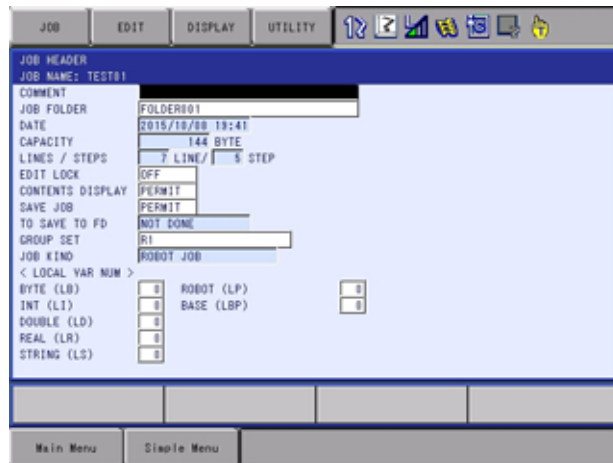 JOB EDIT DISPLAY UTILITY
JOB HEADER
JOB NAME: TEST01
COMMENT
JOB FOLDER FOLDER001
DATE 2015/10/08 19:41
CAPACITY 144 BYTE
LINES / STEPS 7 LINE/ 5 STEP
EDIT LOCK OFF
CONTENTS DISPLAY PERMIT
SAVE JOB PERMIT
TO SAVE TO FD NOT DONE
GROUP SET R1
JOB KIND ROBOT JOB
< LOCAL VAR NUM >
BYTE (LB) 0 ROBOT (LP) 0
INT (LI) 0 BASE (LBP) 0
DOUBLE (LD) 0
REAL (LR) 0
STRING (LS) 0
Main Menu Simple Menu